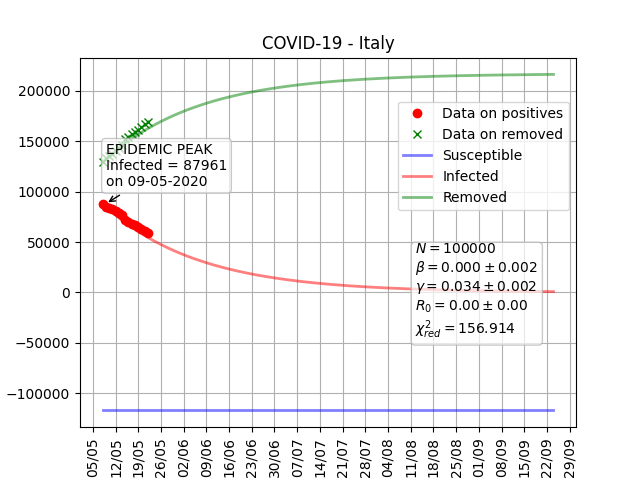 COVID-19 - Italy
200000
150000
100000
50000
0
−50000
−100000
EPIDEMIC PEAK
Infected = 87961
on 09-05-2020
Data on positives
Data on removed
Susceptible
Infected
Removed
N = 100000
β = 0.000 ± 0.002
γ = 0.034 ± 0.002
R₀ = 0.00 ± 0.00
χ²red = 156.914
05/05
12/05
19/05
26/05
02/06
09/06
16/06
23/06
30/06
07/07
14/07
21/07
28/07
04/08
11/08
18/08
25/08
01/09
08/09
15/09
22/09
29/09